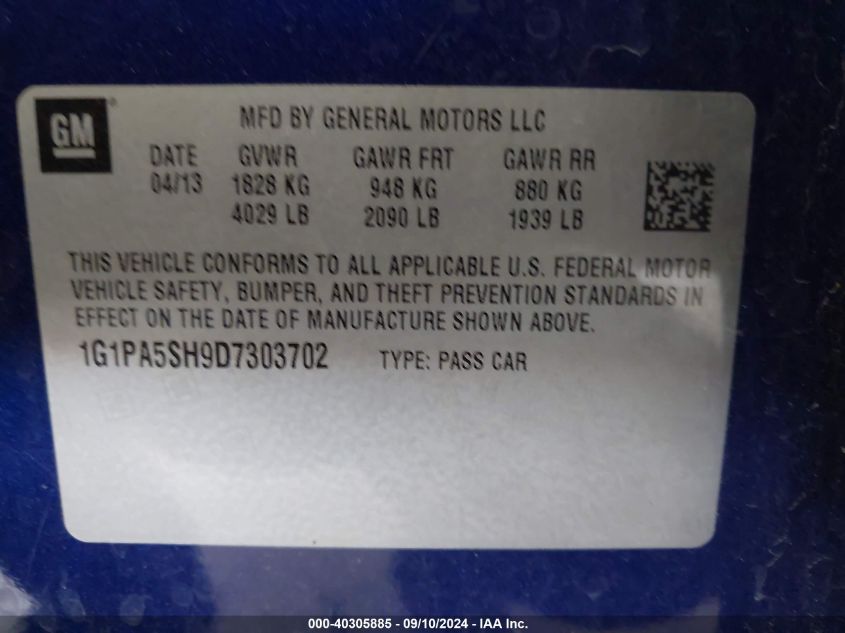 GM®
MFD BY GENERAL MOTORS LLC
DATE GVWR GAWR FRT GAWR RR
04/13 1828 KG 948 KG 880 KG
4029 LB 2090 LB 1939 LB
THIS VEHICLE CONFORMS TO ALL APPLICABLE U.S. FEDERAL MOTOR
VEHICLE SAFETY, BUMPER, AND THEFT PREVENTION STANDARDS IN
EFFECT ON THE DATE OF MANUFACTURE SHOWN ABOVE.
1G1PA5SH9D7303702 TYPE: PASS CAR
000-40305885 - 09/10/2024 - IAA Inc.